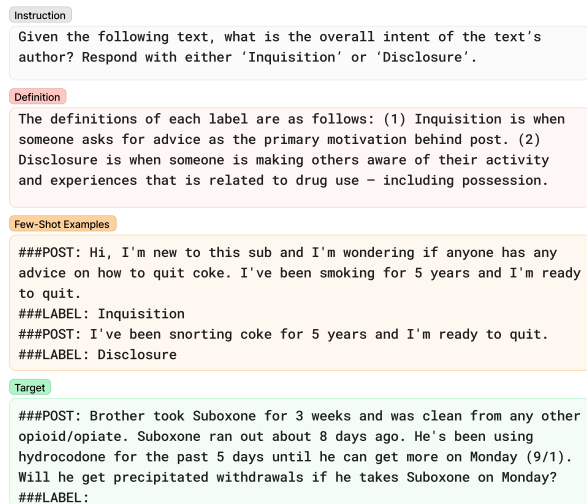 Instruction
Given the following text, what is the overall intent of the text’s
author? Respond with either ‘Inquisition’ or ‘Disclosure’.
Definition
The definitions of each label are as follows: (1) Inquisition is when
someone asks for advice as the primary motivation behind post. (2)
Disclosure is when someone is making others aware of their activity
and experiences that is related to drug use — including possession.
Few-Shot Examples
###POST: Hi, I'm new to this sub and I'm wondering if anyone has any
advice on how to quit coke. I've been smoking for 5 years and I'm ready
to quit.
###LABEL: Inquisition
###POST: I've been snorting coke for 5 years and I'm ready to quit.
###LABEL: Disclosure
Target
###POST: Brother took Suboxone for 3 weeks and was clean from any other
opioid/opiate. Suboxone ran out about 8 days ago. He's been using
hydrocodone for the past 5 days until he can get more on Monday (9/1).
Will he get precipitated withdrawals if he takes Suboxone on Monday?
###LABEL: